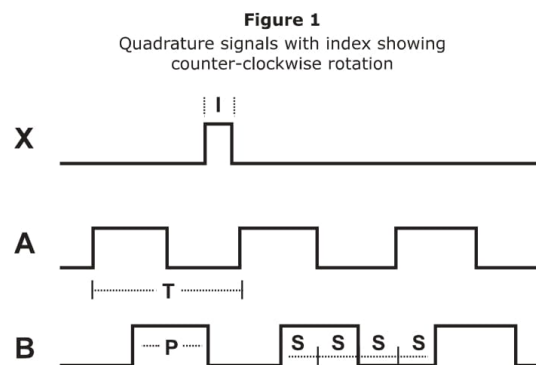 Figure 1
Quadrature signals with index showing
counter-clockwise rotation
I
X
A
T
B
P
S S S S